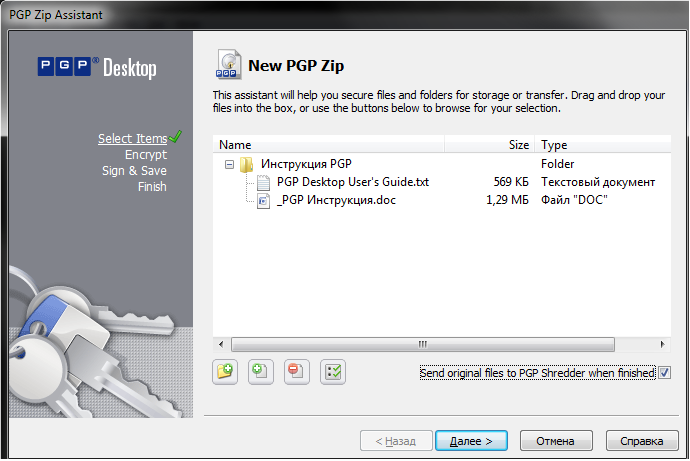 PGP Zip Assistant
PGP® Desktop
Select Items
Encrypt
Sign & Save
Finish
PGP
New PGP Zip
This assistant will help you secure files and folders for storage or transfer. Drag and drop your
files into the box, or use the buttons below to browse for your selection.
Name Size Type
Инструкция PGP Folder
PGP Desktop User's Guide.txt 569 КБ Текстовый документ
_PGP Инструкция.doc 1,29 МБ Файл "DOC"
Send original files to PGP Shredder when finished
< Назад Далее > Отмена Справка